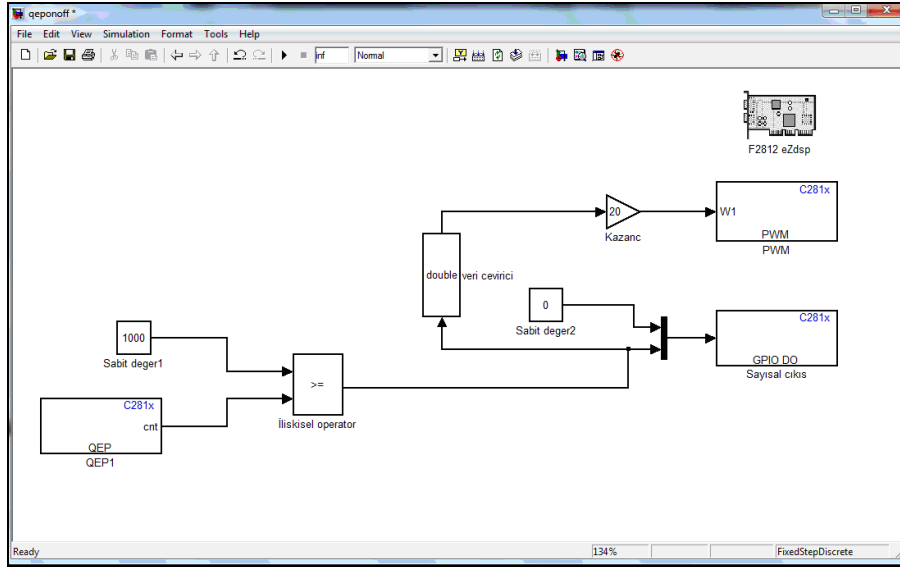 qeponoff *
File Edit View Simulation Format Tools Help
inf Normal
F2812 eZdsp
C281x
W1
PWM
PWM
20
Kazanc
double veri cevirici
0
Sabit deger2
C281x
GPIO DO
Sayısal cıkıs
1000
Sabit deger1
>=
İliskisel operator
C281x
cnt
QEP
QEP1
Ready 134% FixedStepDiscrete